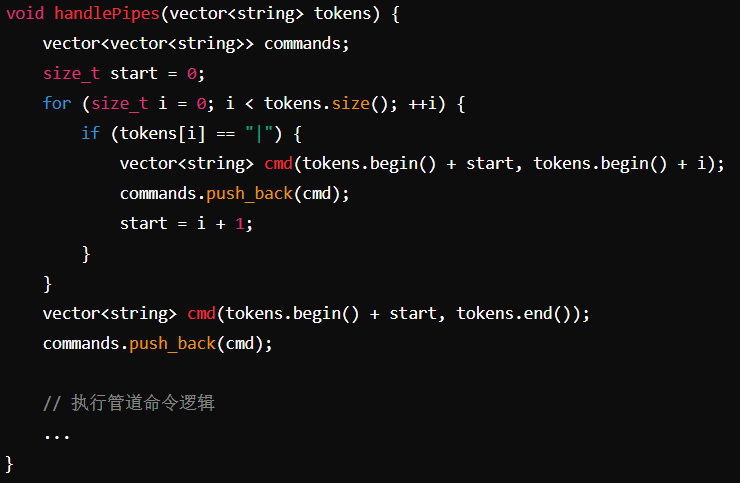 void handlePipes(vector<string> tokens) {
    vector<vector<string>> commands;
    size_t start = 0;
    for (size_t i = 0; i < tokens.size(); ++i) {
        if (tokens[i] == "|") {
            vector<string> cmd(tokens.begin() + start, tokens.begin() + i);
            commands.push_back(cmd);
            start = i + 1;
        }
    }
    vector<string> cmd(tokens.begin() + start, tokens.end());
    commands.push_back(cmd);

    // 执行管道命令逻辑
    ...
}